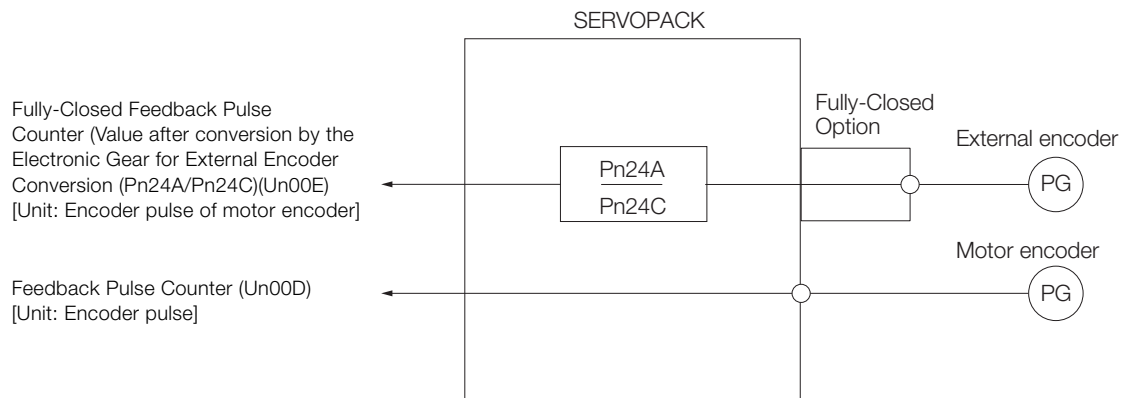 SERVOPACK
Fully-Closed Feedback Pulse
Counter (Value after conversion by the
Electronic Gear for External Encoder
Conversion (Pn24A/Pn24C)(Un00E)
[Unit: Encoder pulse of motor encoder]
Pn24A
Pn24C
Fully-Closed
Option
External encoder
PG
Motor encoder
PG
Feedback Pulse Counter (Un00D)
[Unit: Encoder pulse]